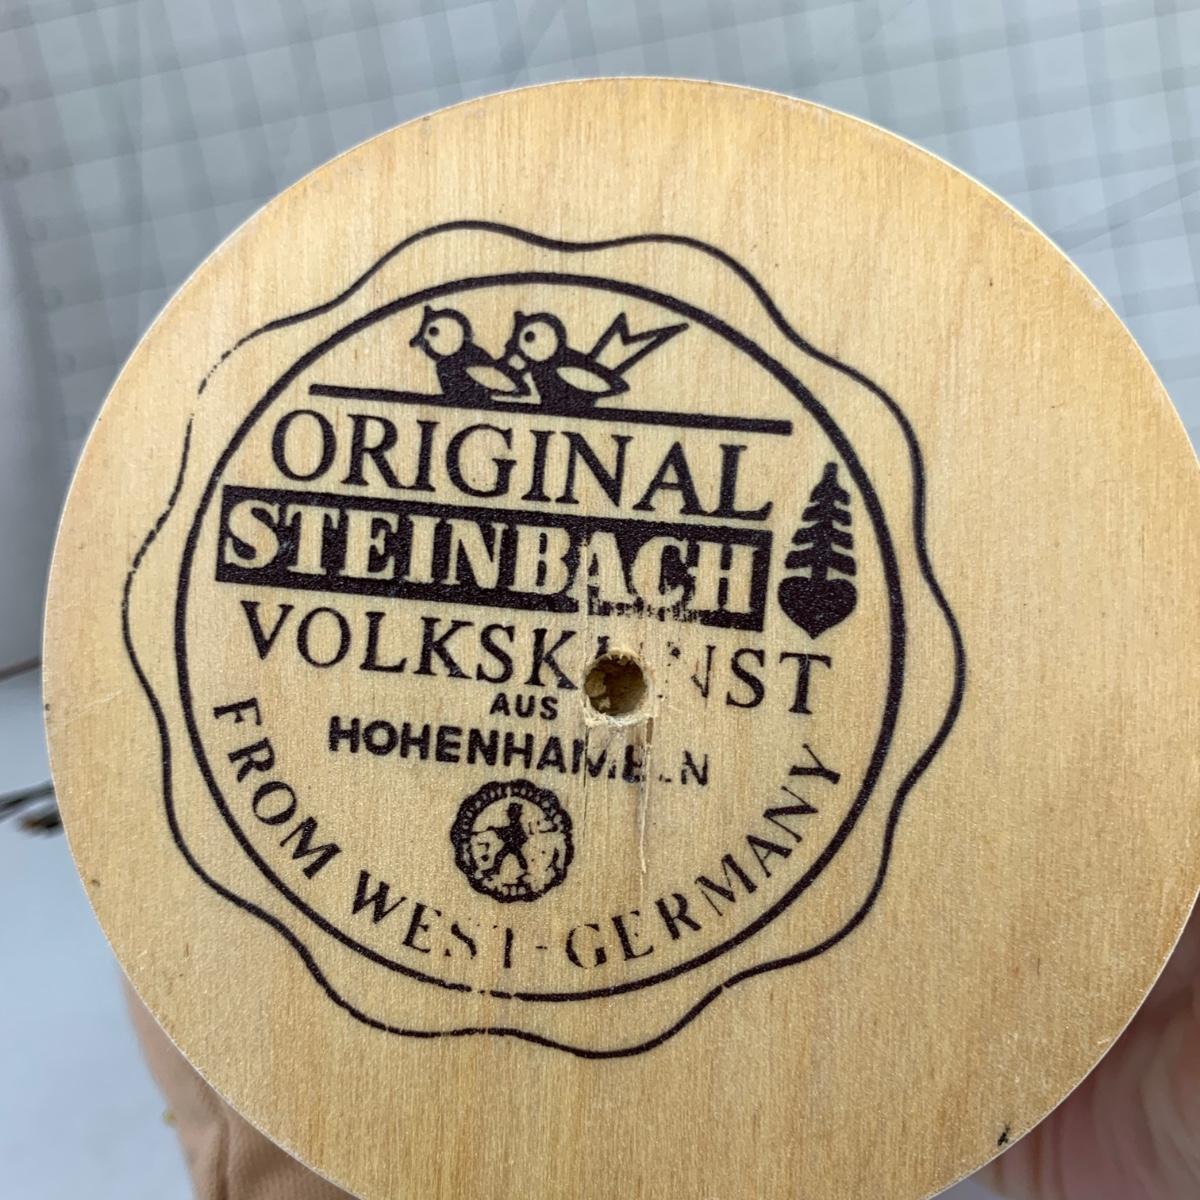 ORIGINAL
STEINBACH
VOLKSKUNST
AUS
HOHENHAMELN
FROM WEST-GERMANY